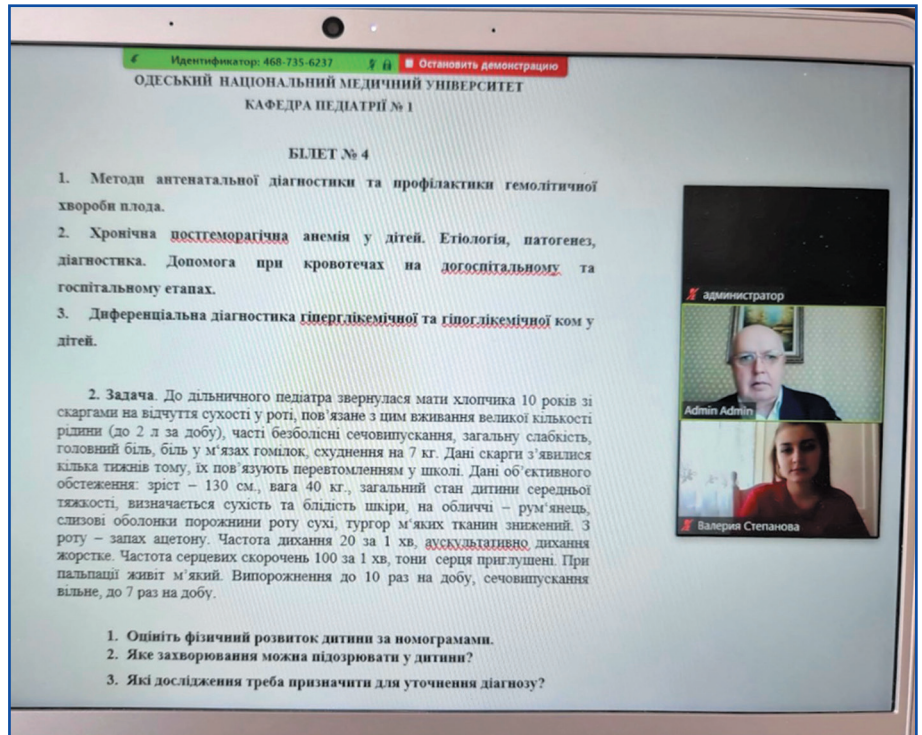 Идентификатор: 468-735-6237
Остановить демонстрацию
ОДЕСЬКИЙ НАЦІОНАЛЬНИЙ МЕДИЧНИЙ УНІВЕРСИТЕТ
КАФЕДРА ПЕДІАТРІЇ № 1
БІЛЕТ № 4
1. Методи антенатальної діагностики та профілактики гемолітичної
хвороби плода.
2. Хронічна постгеморагічна анемія у дітей. Етіологія, патогенез,
діагностика. Допомога при кровотечах на догоспітальному та
госпітальному етапах.
3. Диференціальна діагностика гіперглікемічної та гіпоглікемічної ком у
дітей.
2. Задача. До дільничного педіатра звернулася мати хлопчика 10 років зі
скаргами на відчуття сухості у роті, пов’язане з цим вживання великої кількості
рідини (до 2 л за добу), часті безболісні сечовипускання, загальну слабкість,
головний біль, біль у м’язах гомілок, схуднення на 7 кг. Дані скарги з’явилися
кілька тижнів тому, їх пов’язують перевтомленням у школі. Дані об’єктивного
обстеження: зріст – 130 см., вага 40 кг., загальний стан дитини середньої
тяжкості, визначається сухість та блідість шкіри, на обличчі – рум’янець,
слизові оболонки порожнини роту сухі, тургор м’яких тканин знижений. З
роту – запах ацетону. Частота дихання 20 за 1 хв, аускультативно дихання
жорстке. Частота серцевих скорочень 100 за 1 хв, тони серця приглушені. При
пальпації живіт м’який. Випорожнення до 10 раз на добу, сечовипускання
вільне, до 7 раз на добу.
1. Оцініть фізичний розвиток дитини за номограмами.
2. Яке захворювання можна підозрювати у дитини?
3. Які дослідження треба призначити для уточнення діагнозу?
администратор
Admin Admin
Валерия Степанова